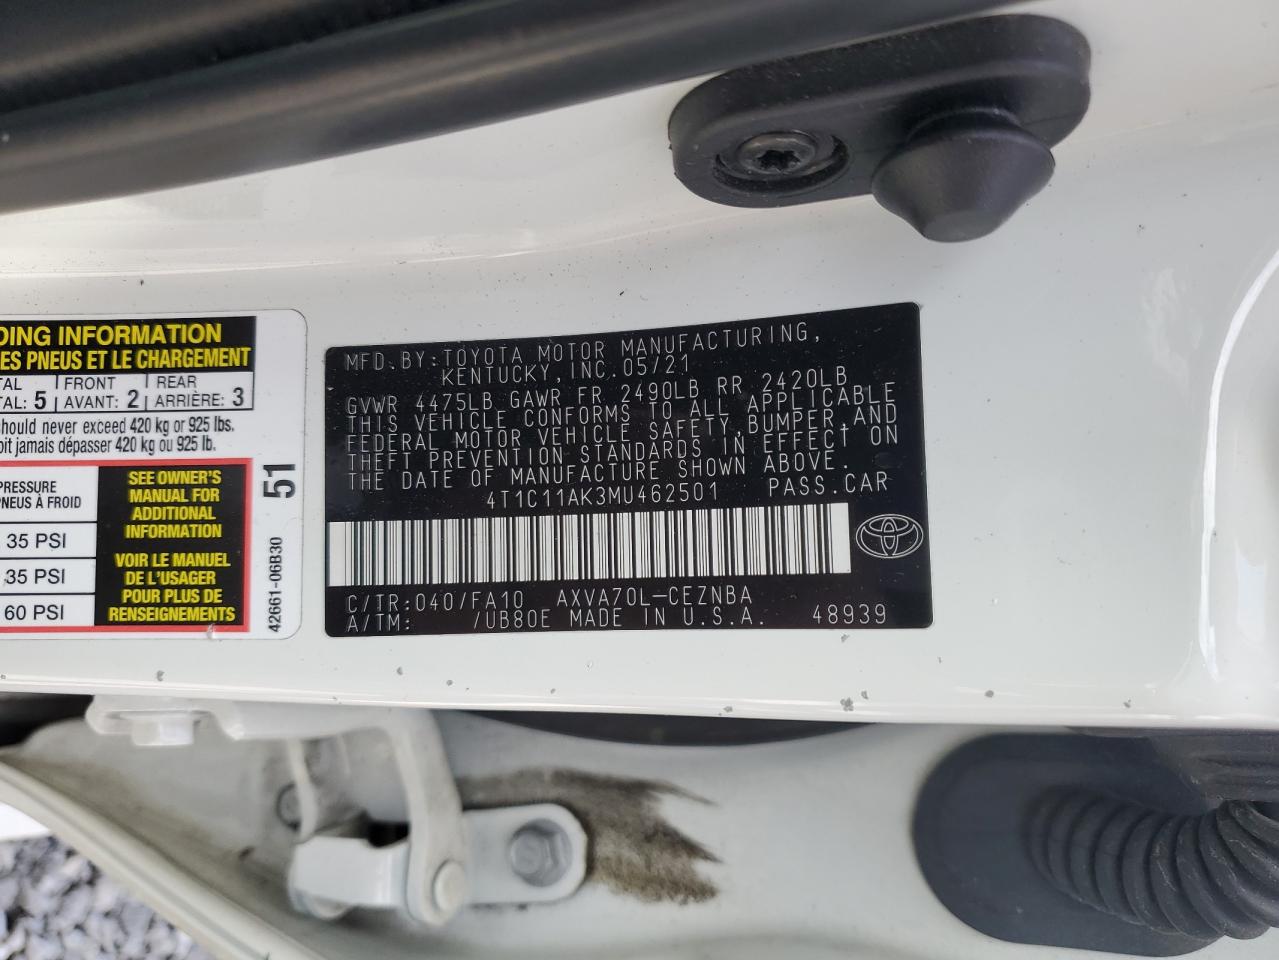 DING INFORMATION
ES PNEUS ET LE CHARGEMENT
TAL
TAL: 5
FRONT
AVANT: 2
REAR
ARRIÈRE: 3
hould never exceed 420 kg or 925 lbs.
oit jamais dépasser 420 kg ou 925 lb.
PRESSURE
PNEUS À FROID
35 PSI
35 PSI
60 PSI
SEE OWNER'S
MANUAL FOR
ADDITIONAL
INFORMATION
VOIR LE MANUEL
DE L'USAGER
POUR PLUS DE
RENSEIGNEMENTS
51
42661-06B30
MFD. BY: TOYOTA MOTOR MANUFACTURING,
KENTUCKY, INC. 05/21
GVWR 4475LB GAWR FR 2490LB RR 2420LB
THIS VEHICLE CONFORMS TO ALL APPLICABLE
FEDERAL MOTOR VEHICLE SAFETY, BUMPER, AND
THEFT PREVENTION STANDARDS IN EFFECT ON
THE DATE OF MANUFACTURE SHOWN ABOVE.
4T1C11AK3MU462501 PASS. CAR
C/TR: 040/FA10 AXVA70L-CEZNBA
A/TM: /UB80E MADE IN U.S.A. 48939